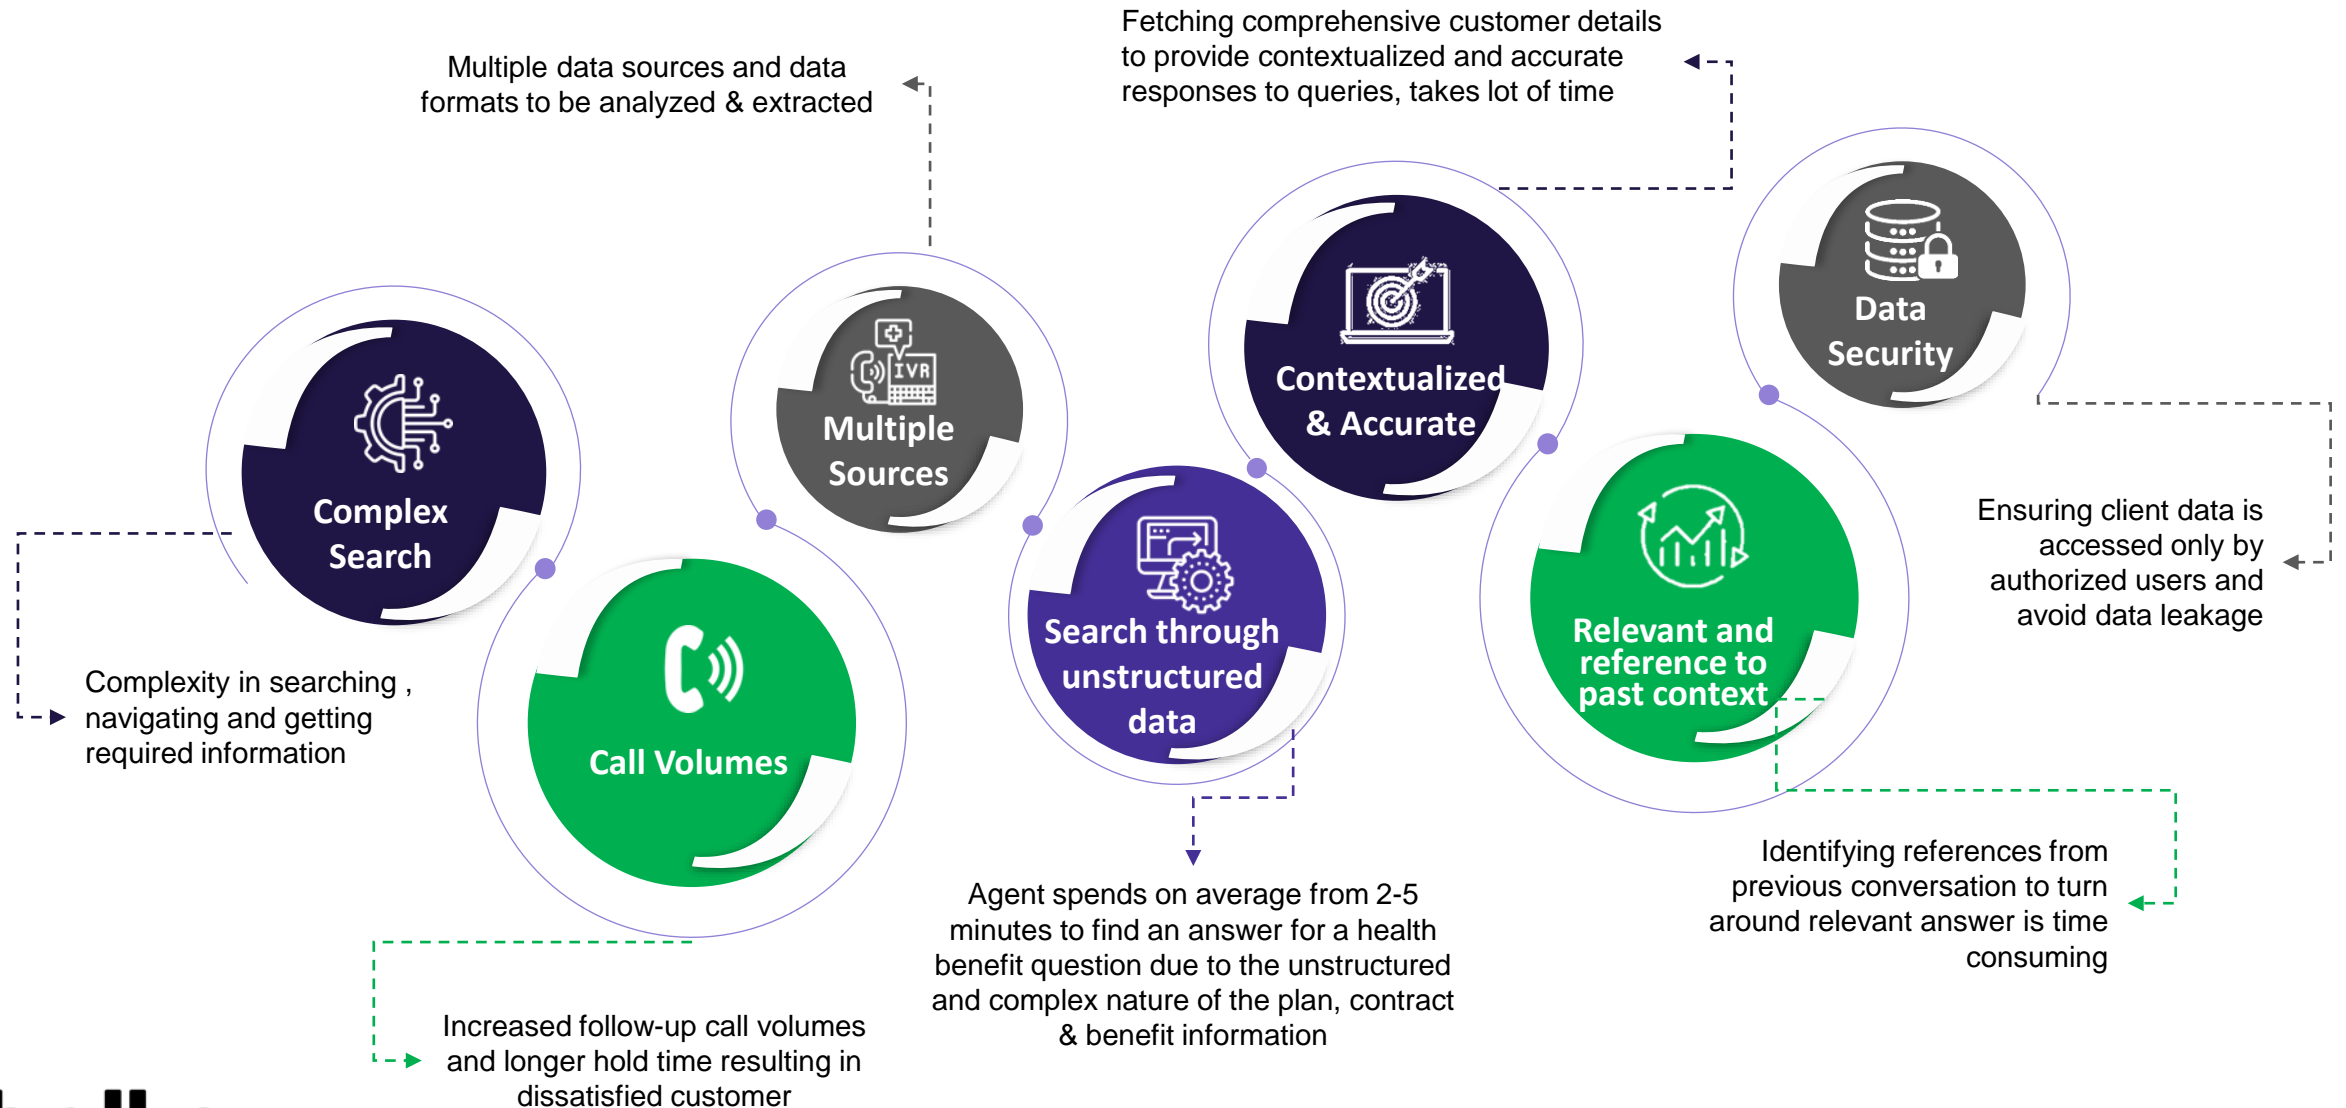 Fetching comprehensive customer details
to provide contextualized and accurate
responses to queries, takes lot of time
Multiple data sources and data
formats to be analyzed & extracted
Complex
Search
Complexity in searching ,
navigating and getting
required information
Call Volumes
Increased follow-up call volumes
and longer hold time resulting in
dissatisfied customer
IVR
Multiple
Sources
Search through
unstructured
data
Agent spends on average from 2-5
minutes to find an answer for a health
benefit question due to the unstructured
and complex nature of the plan, contract
& benefit information
Contextualized
& Accurate
Relevant and
reference to
past context
Identifying references from
previous conversation to turn
around relevant answer is time
consuming
Data
Security
Ensuring client data is
accessed only by
authorized users and
avoid data leakage